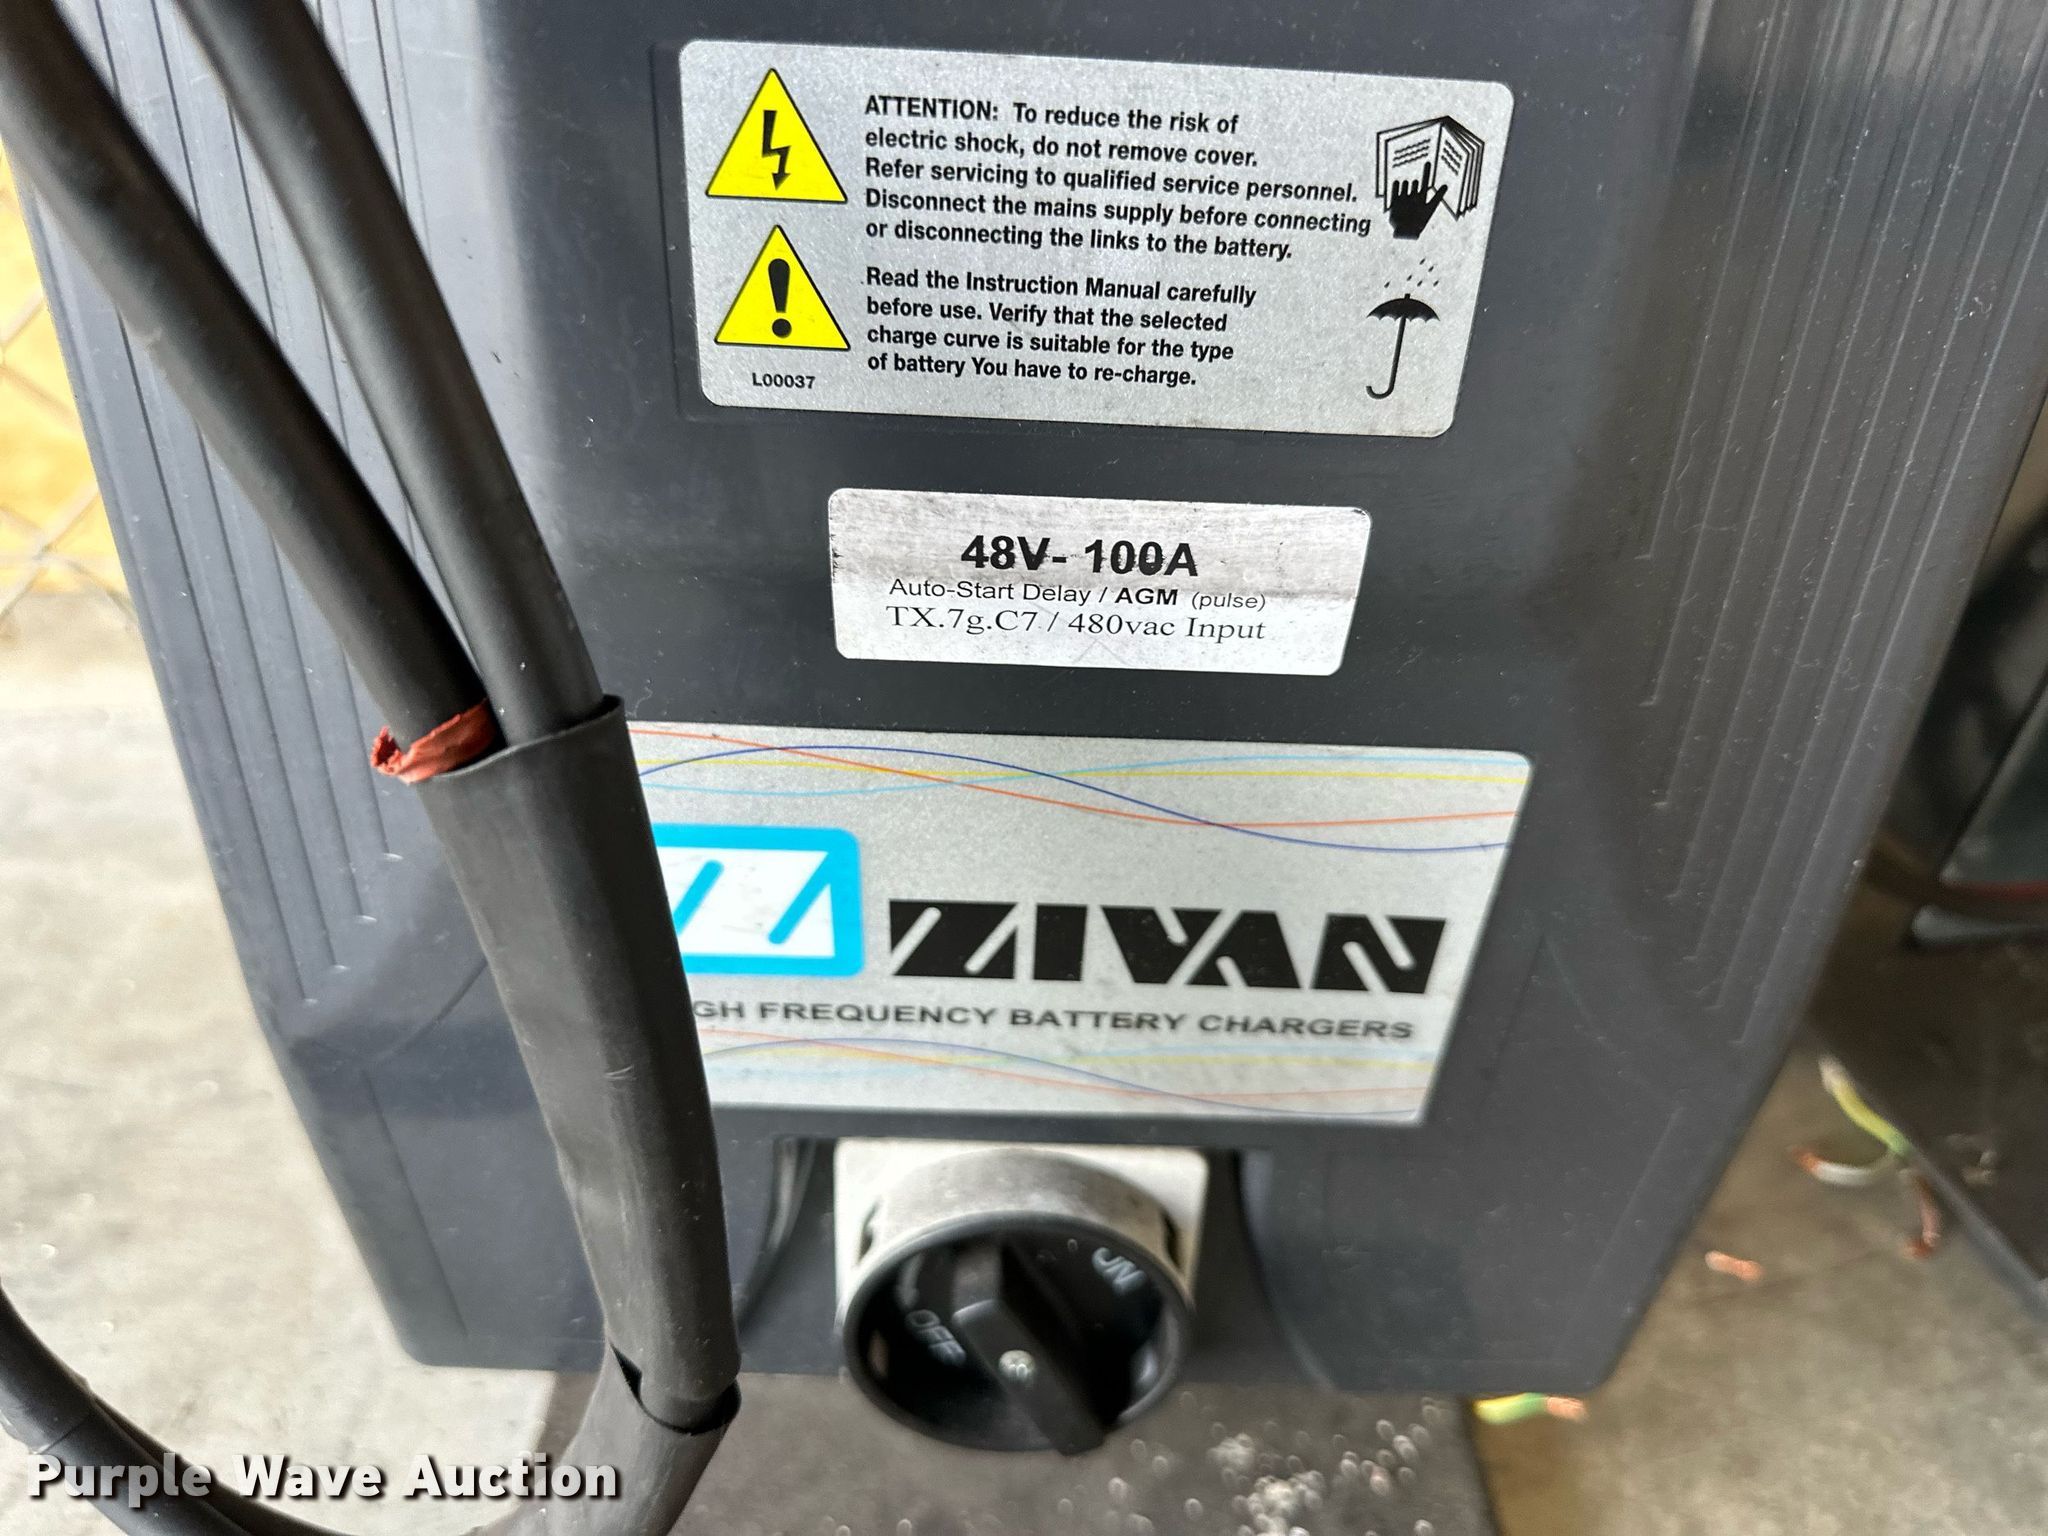 ATTENTION: To reduce the risk of
electric shock, do not remove cover.
Refer servicing to qualified service personnel.
Disconnect the mains supply before connecting
or disconnecting the links to the battery.
Read the Instruction Manual carefully
before use. Verify that the selected
charge curve is suitable for the type
of battery You have to re-charge.
L00037
48V- 100A
Auto-Start Delay / AGM (pulse)
TX.7g.C7 / 480vac Input
ZIVAN
GH FREQUENCY BATTERY CHARGERS
ON
OFF
Purple Wave Auction